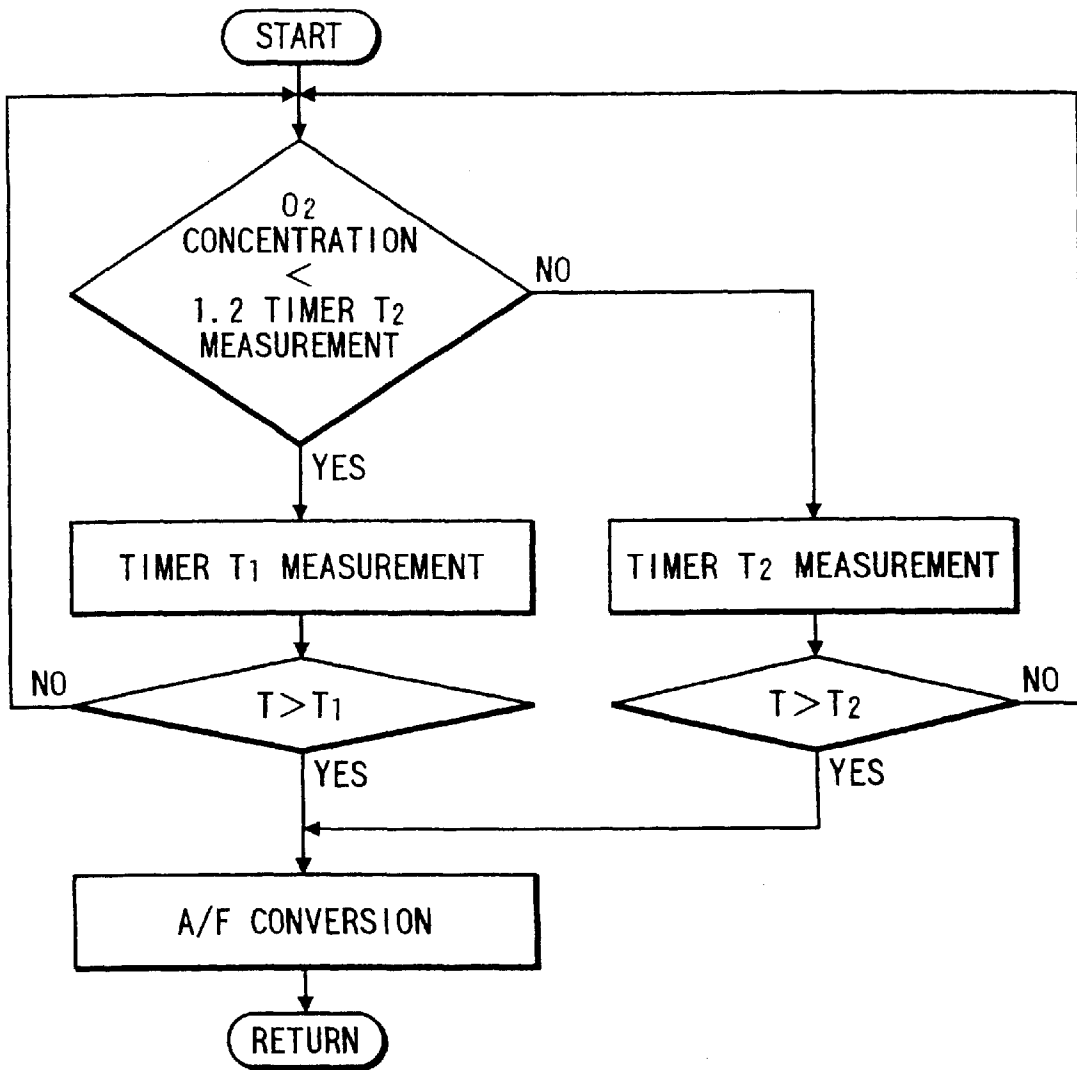 START
O2
CONCENTRATION
<
1.2 TIMER T2
MEASUREMENT
NO
YES
TIMER T1 MEASUREMENT
TIMER T2 MEASUREMENT
NO
T>T1
T>T2
NO
YES
YES
A/F CONVERSION
RETURN